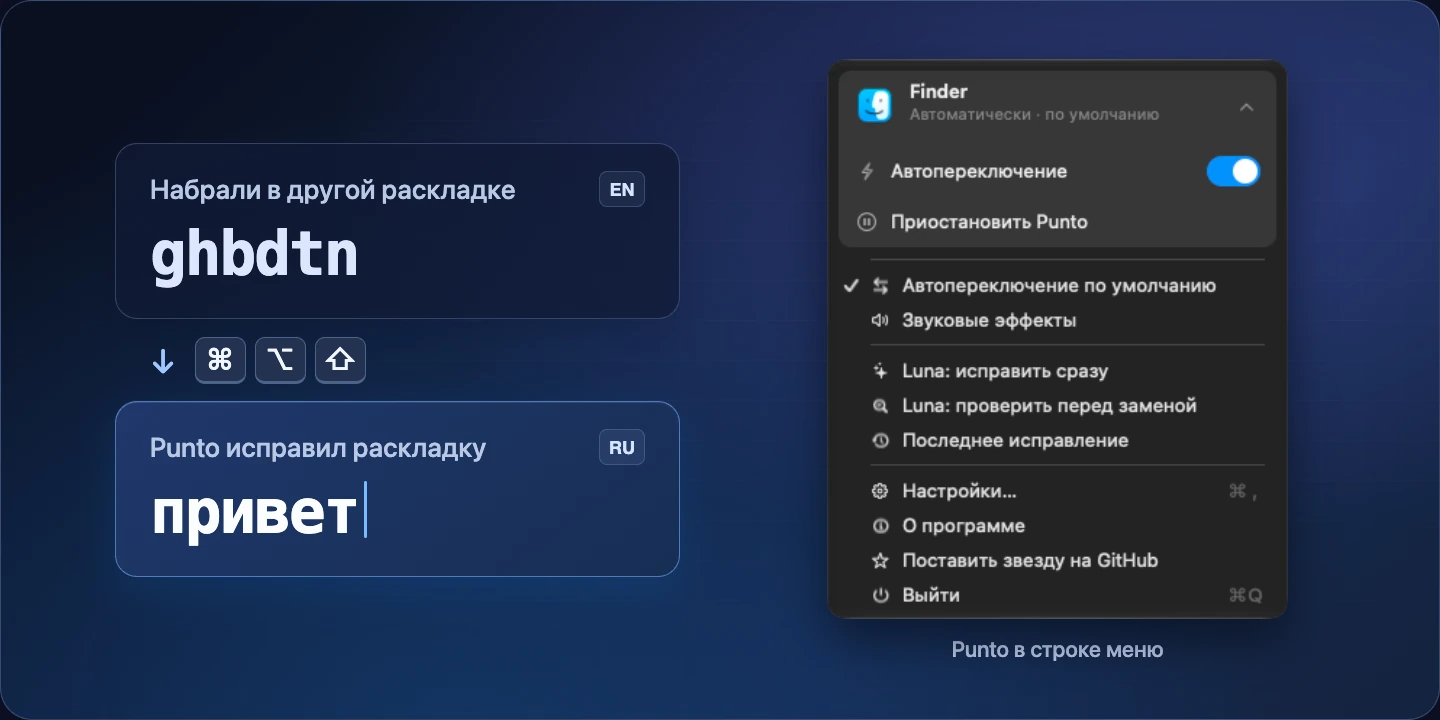 Набрали в другой раскладке EN
ghbdtn
↓ ⌘ ⌥ ⇧
Punto исправил раскладку RU
привет
Finder
Автоматически · по умолчанию
Автопереключение
Приостановить Punto
Автопереключение по умолчанию
Звуковые эффекты
Luna: исправить сразу
Luna: проверить перед заменой
Последнее исправление
Настройки... ⌘ ,
О программе
Поставить звезду на GitHub
Выйти ⌘Q
Punto в строке меню